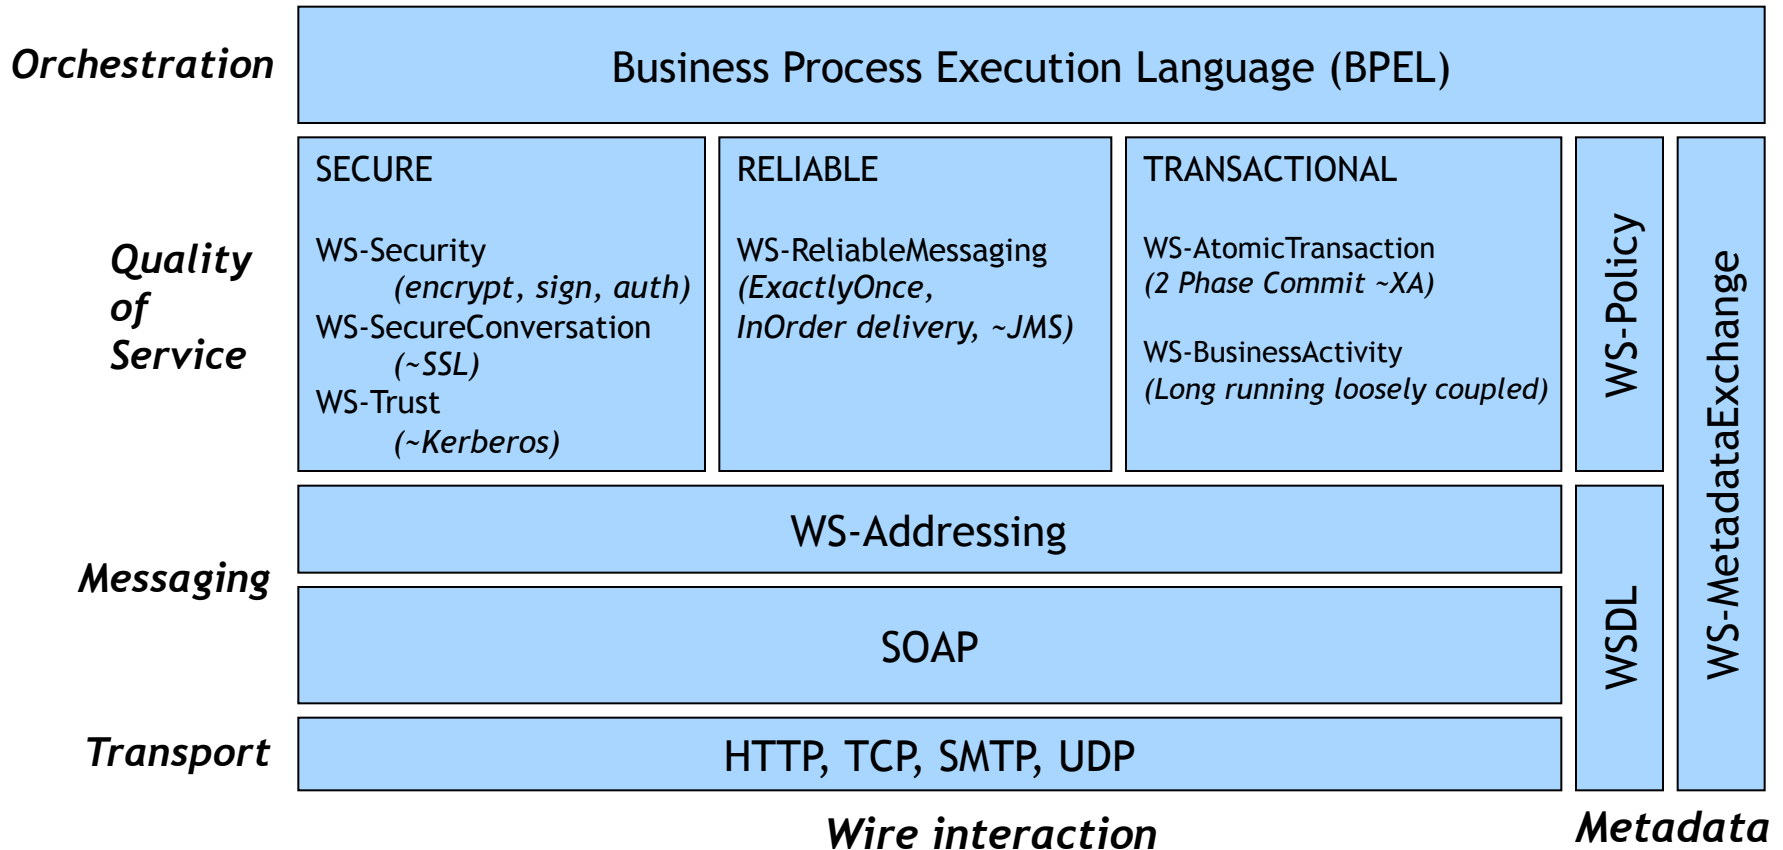 Orchestration
Business Process Execution Language (BPEL)
Quality
of
Service
SECURE
WS-Security
(encrypt, sign, auth)
WS-SecureConversation
(~SSL)
WS-Trust
(~Kerberos)
RELIABLE
WS-ReliableMessaging
(ExactlyOnce,
InOrder delivery, ~JMS)
TRANSACTIONAL
WS-AtomicTransaction
(2 Phase Commit ~XA)
WS-BusinessActivity
(Long running loosely coupled)
WS-Policy
WS-MetadataExchange
Messaging
WS-Addressing
SOAP
WSDL
Transport
HTTP, TCP, SMTP, UDP
Wire interaction
Metadata